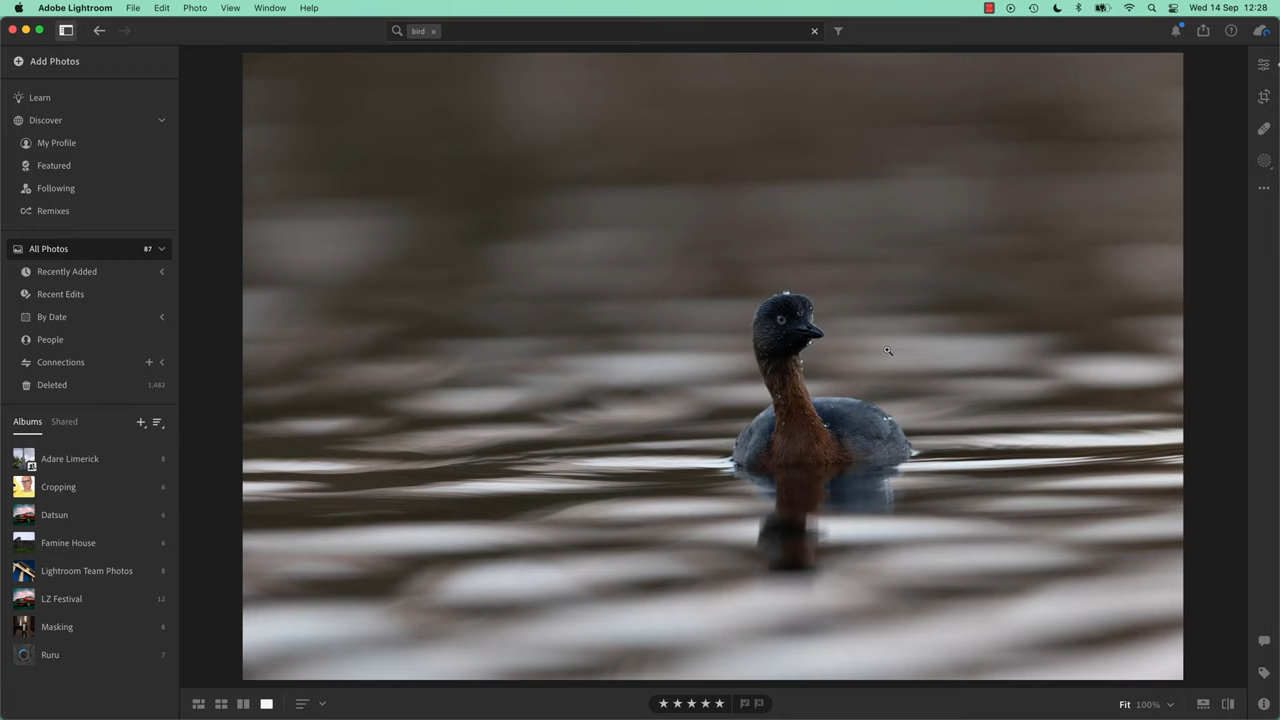 Adobe Lightroom File Edit Photo View Window Help Wed 14 Sep 12:28
bird
Add Photos
Learn
Discover
My Profile
Featured
Following
Remixes
All Photos 87
Recently Added
Recent Edits
By Date
People
Connections
Deleted 1,482
Albums Shared
Adare Limerick 8
Cropping 6
Datsun 6
Famine House 6
Lightroom Team Photos 8
LZ Festival 12
Masking 8
Ruru 7
Fit 100%